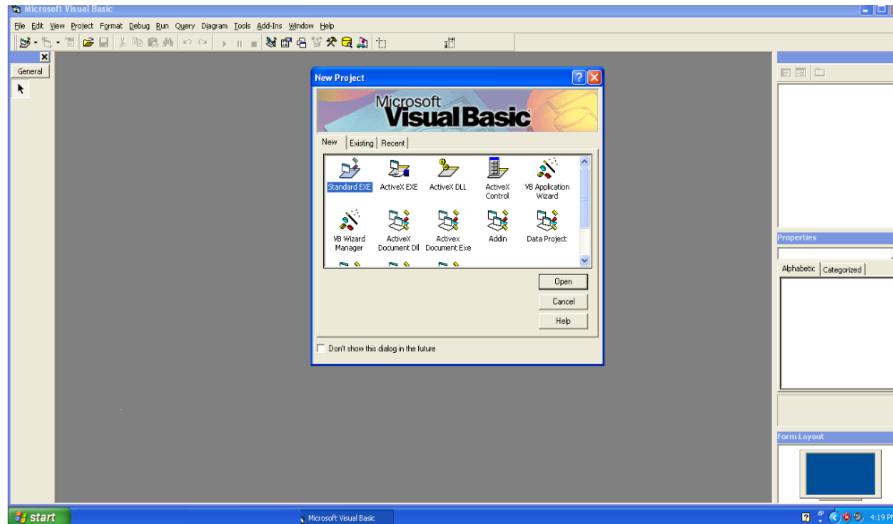 Microsoft Visual Basic
File Edit View Project Format Debug Run Query Diagram Tools Add-Ins Window Help
General
New Project
Microsoft
Visual Basic
New Existing Recent
Standard EXE ActiveX EXE ActiveX DLL ActiveX Control VB Application Wizard
VB Wizard Manager ActiveX Document Dll Activex Document Exe Addin Data Project
Open
Cancel
Help
Don't show this dialog in the future
Properties
Alphabetic Categorized
Form Layout
start
Microsoft Visual Basic
4:19 PM